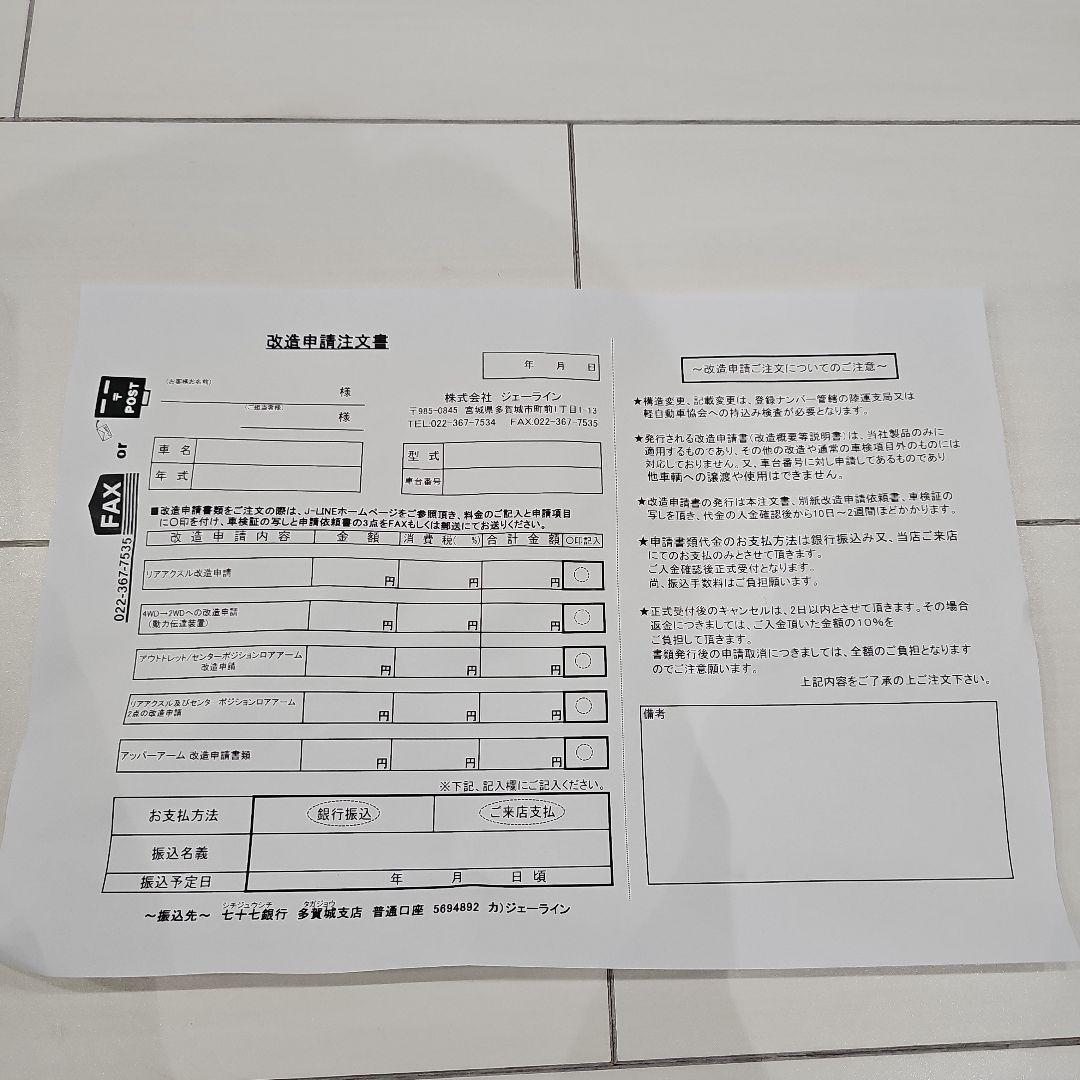 改造申請注文書
年 月 日
〒
POST
or
FAX
022-367-7535
(お客様お名前)
様
(ご担当者様)
様
株式会社 ジェーライン
〒985-0845 宮城県多賀城市町前1丁目1-13
TEL:022-367-7534 FAX:022-367-7535
車 名
年 式
型 式
車台番号
■改造申請書類をご注文の際は、J-LINEホームページをご参照頂き、料金のご記入と申請項目
に〇印を付け、車検証の写しと申請依頼書の3点をFAXもしくは郵送にてお送りください。
改 造 申 請 内 容 金 額 消 費 税( %) 合 計 金 額 〇印記入
リアアクスル改造申請 円 円 円
4WD→2WDへの改造申請 円 円 円
(動力伝達装置)
アウトトレット/センターポジションロアアーム 円 円 円
改造申請
リアアクスル及びセンターポジションロアアーム 円 円 円
2点の改造申請
アッパーアーム 改造申請書類 円 円 円
※下記、記入欄にご記入ください。
お支払方法 銀行振込 ご来店支払
振込名義
振込予定日 年 月 日 頃
シチジュウシチ タガジョウ
～振込先～ 七十七銀行 多賀城支店 普通口座 5694892 カ)ジェーライン
～改造申請ご注文についてのご注意～
★構造変更、記載変更は、登録ナンバー管轄の陸運支局又は
軽自動車協会への持込み検査が必要となります。
★発行される改造申請書(改造概要等説明書)は、当社製品のみに
適用するものであり、その他の改造や通常の車検項目外のものには
対応しておりません。又、車台番号に対し申請してあるものであり
他車輌への譲渡や使用はできません。
★改造申請書の発行は本注文書、別紙改造申請依頼書、車検証の
写しを頂き、代金の入金確認後から10日～2週間ほどかかります。
★申請書類代金のお支払方法は銀行振込み又、当店ご来店
にてのお支払のみとさせて頂きます。
ご入金確認後正式受付となります。
尚、振込手数料はご負担願います。
★正式受付後のキャンセルは、2日以内とさせて頂きます。その場合
返金につきましては、ご入金頂いた金額の10%を
ご負担して頂きます。
書類発行後の申請取消につきましては、全額のご負担となります
のでご注意願います。
上記内容をご了承の上ご注文下さい。
備考